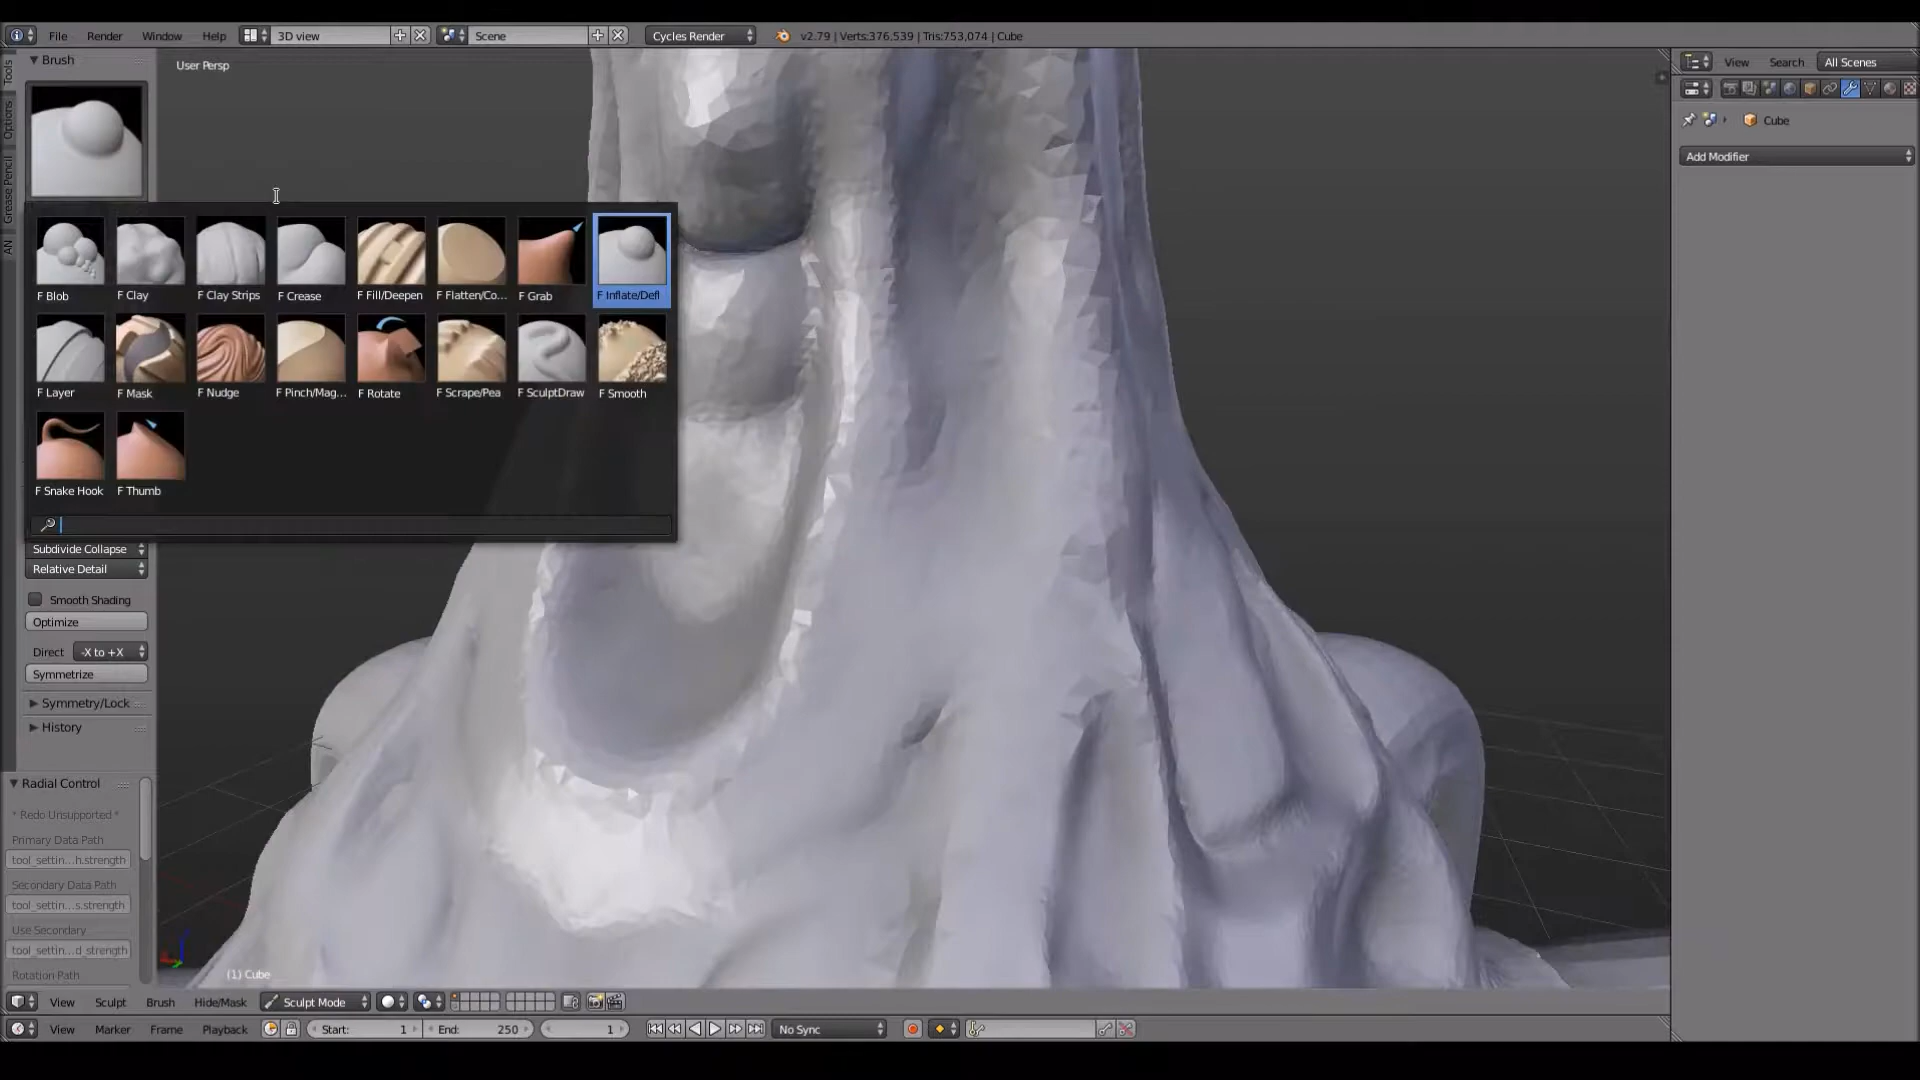 File Render Window Help 3D view Scene Cycles Render v2.79 | Verts:376,539 | Tris:753,074 | Cube
Brush
User Persp
View Search All Scenes
Cube
Add Modifier
Tools
Options
Grease Pencil
AN
F Blob F Clay F Clay Strips F Crease F Fill/Deepen F Flatten/Co... F Grab F Inflate/Defl
F Layer F Mask F Nudge F Pinch/Mag... F Rotate F Scrape/Pea F SculptDraw F Smooth
F Snake Hook F Thumb
Subdivide Collapse
Relative Detail
Smooth Shading
Optimize
Direct -X to +X
Symmetrize
Symmetry/Lock
History
Radial Control
* Redo Unsupported *
Primary Data Path
tool_settin...h.strength
Secondary Data Path
tool_settin...s.strength
Use Secondary
tool_settin...d_strength
Rotation Path
(1) Cube
View Sculpt Brush Hide/Mask Sculpt Mode
View Marker Frame Playback Start: 1 End: 250 1 No Sync